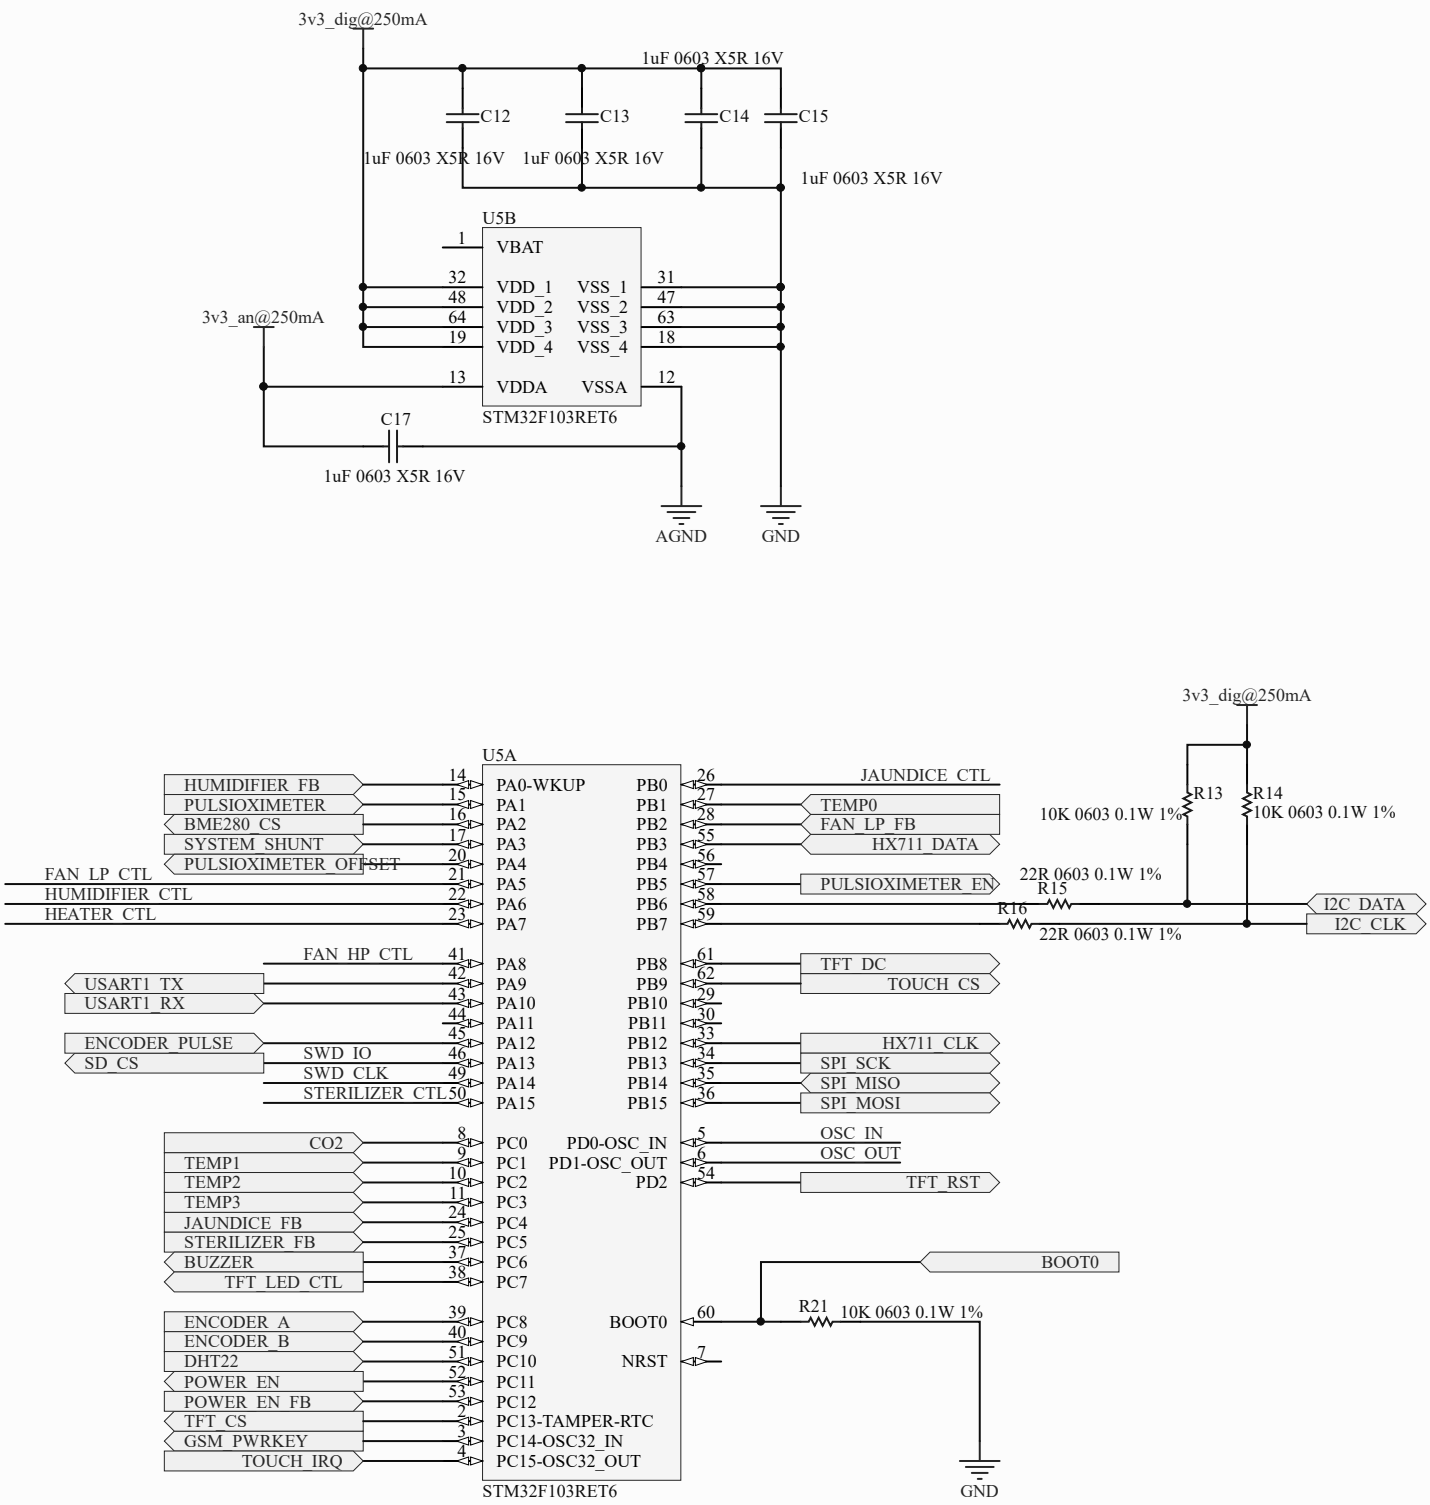 3v3_dig@250mA
1uF 0603 X5R 16V
C12
C13
C14
C15
1uF 0603 X5R 16V
1uF 0603 X5R 16V
1uF 0603 X5R 16V
U5B
1 VBAT
32 VDD_1 VSS_1 31
48 VDD_2 VSS_2 47
64 VDD_3 VSS_3 63
19 VDD_4 VSS_4 18
3v3_an@250mA
13 VDDA VSSA 12
STM32F103RET6
C17
1uF 0603 X5R 16V
AGND
GND
3v3_dig@250mA
R13
10K 0603 0.1W 1%
R14
10K 0603 0.1W 1%
U5A
HUMIDIFIER_FB 14 PA0-WKUP PB0 26 JAUNDICE_CTL
PULSIOXIMETER 15 PA1 PB1 27 TEMP0
BME280_CS 16 PA2 PB2 28 FAN_LP_FB
SYSTEM_SHUNT 17 PA3 PB3 55 HX711_DATA
PULSIOXIMETER_OFFSET 20 PA4 PB4 56
FAN_LP_CTL 21 PA5 PB5 57 PULSIOXIMETER_EN
22R 0603 0.1W 1%
R15
HUMIDIFIER_CTL 22 PA6 PB6 58 I2C_DATA
R16
HEATER_CTL 23 PA7 PB7 59 I2C_CLK
22R 0603 0.1W 1%
FAN_HP_CTL 41 PA8 PB8 61 TFT_DC
USART1_TX 42 PA9 PB9 62 TOUCH_CS
USART1_RX 43 PA10 PB10 29
44 PA11 PB11 30
ENCODER_PULSE 45 PA12 PB12 33 HX711_CLK
SD_CS SWD_IO 46 PA13 PB13 34 SPI_SCK
SWD_CLK 49 PA14 PB14 35 SPI_MISO
STERILIZER_CTL 50 PA15 PB15 36 SPI_MOSI
CO2 8 PC0 PD0-OSC_IN 5 OSC_IN
TEMP1 9 PC1 PD1-OSC_OUT 6 OSC_OUT
TEMP2 10 PC2 PD2 54 TFT_RST
TEMP3 11 PC3
JAUNDICE_FB 24 PC4
STERILIZER_FB 25 PC5
BUZZER 37 PC6 BOOT0
TFT_LED_CTL 38 PC7
ENCODER_A 39 PC8 BOOT0 60 R21 10K 0603 0.1W 1%
ENCODER_B 40 PC9
DHT22 51 PC10 NRST 7
POWER_EN 52 PC11
POWER_EN_FB 53 PC12
TFT_CS 2 PC13-TAMPER-RTC
GSM_PWRKEY 3 PC14-OSC32_IN
TOUCH_IRQ 4 PC15-OSC32_OUT
STM32F103RET6
GND